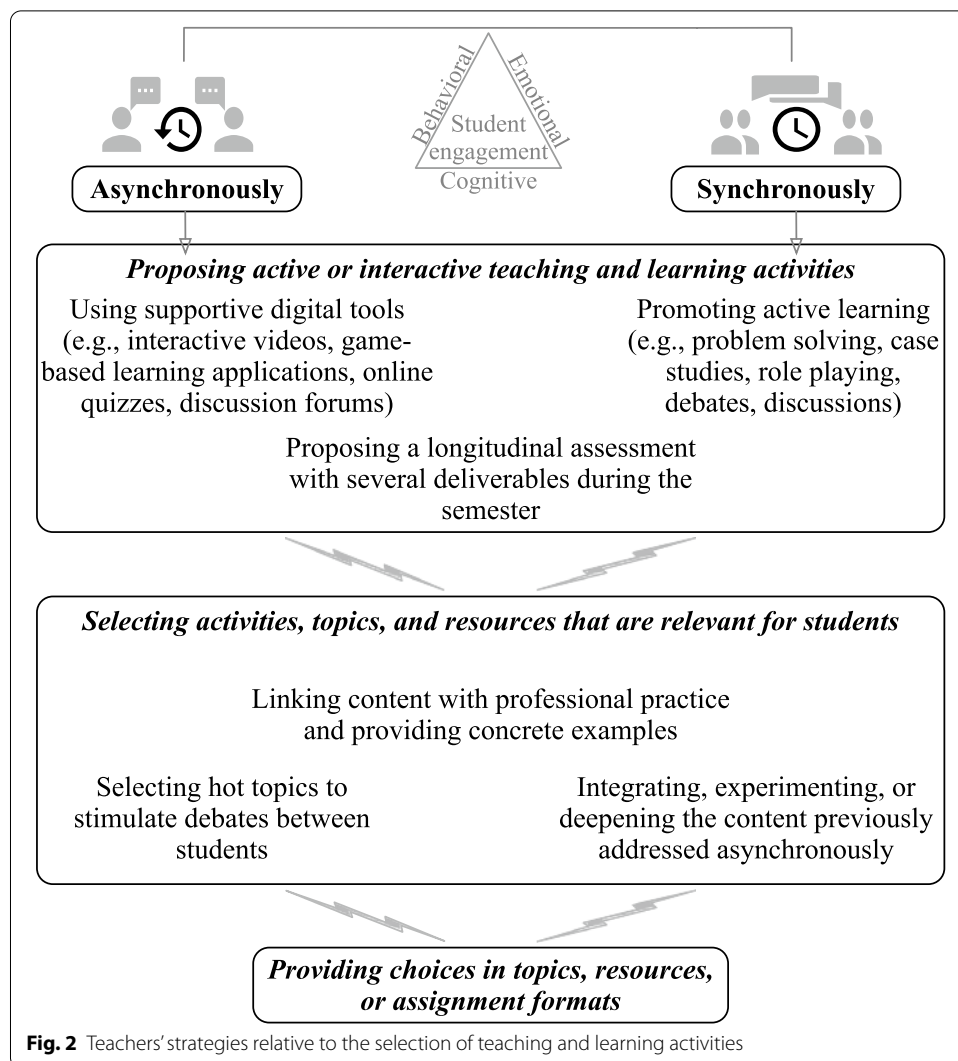 Behavioral
Emotional
Student
engagement
Cognitive
Asynchronously
Synchronously
Proposing active or interactive teaching and learning activities
Using supportive digital tools
(e.g., interactive videos, game-
based learning applications, online
quizzes, discussion forums)
Promoting active learning
(e.g., problem solving, case
studies, role playing,
debates, discussions)
Proposing a longitudinal assessment
with several deliverables during the
semester
Selecting activities, topics, and resources that are relevant for students
Linking content with professional practice
and providing concrete examples
Selecting hot topics to
stimulate debates between
students
Integrating, experimenting, or
deepening the content previously
addressed asynchronously
Providing choices in topics, resources,
or assignment formats
Fig. 2 Teachers' strategies relative to the selection of teaching and learning activities